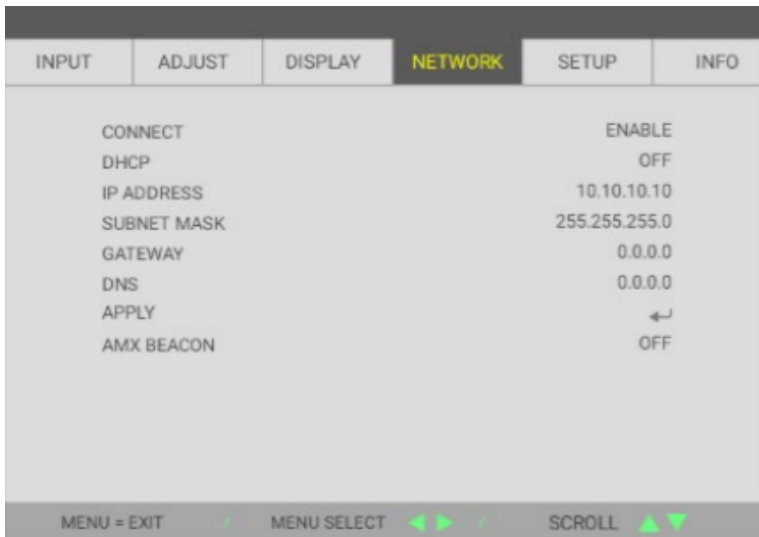 INPUT ADJUST DISPLAY NETWORK SETUP INFO
CONNECT ENABLE
DHCP OFF
IP ADDRESS 10.10.10.10
SUBNET MASK 255.255.255.0
GATEWAY 0.0.0.0
DNS 0.0.0.0
APPLY
AMX BEACON OFF
MENU = EXIT / MENU SELECT ◀ ▶ / SCROLL ▲ ▼